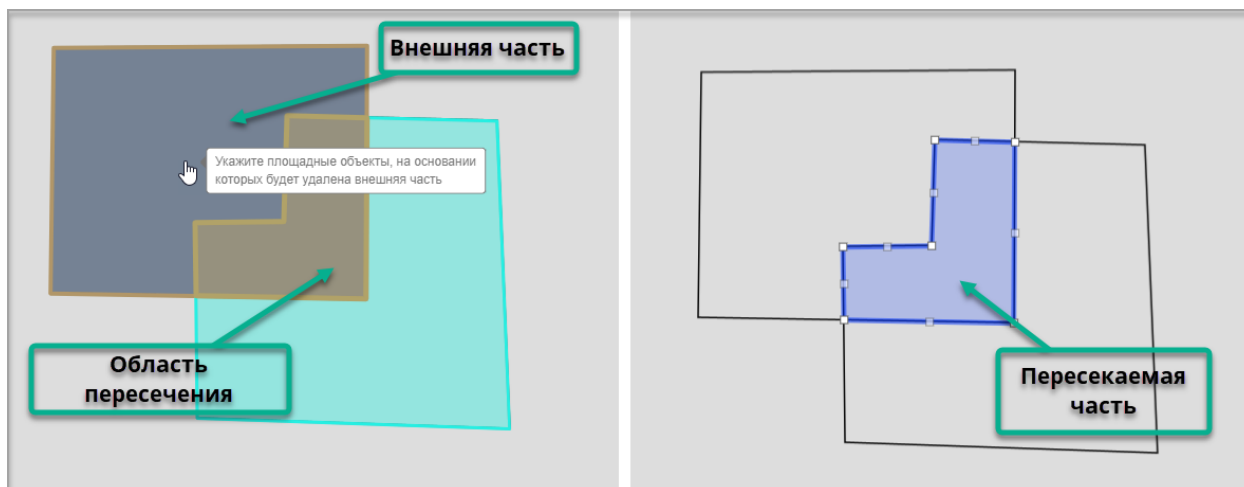 Внешняя часть
Укажите площадные объекты, на основании
которых будет удалена внешняя часть
Область
пересечения
Пересекаемая
часть